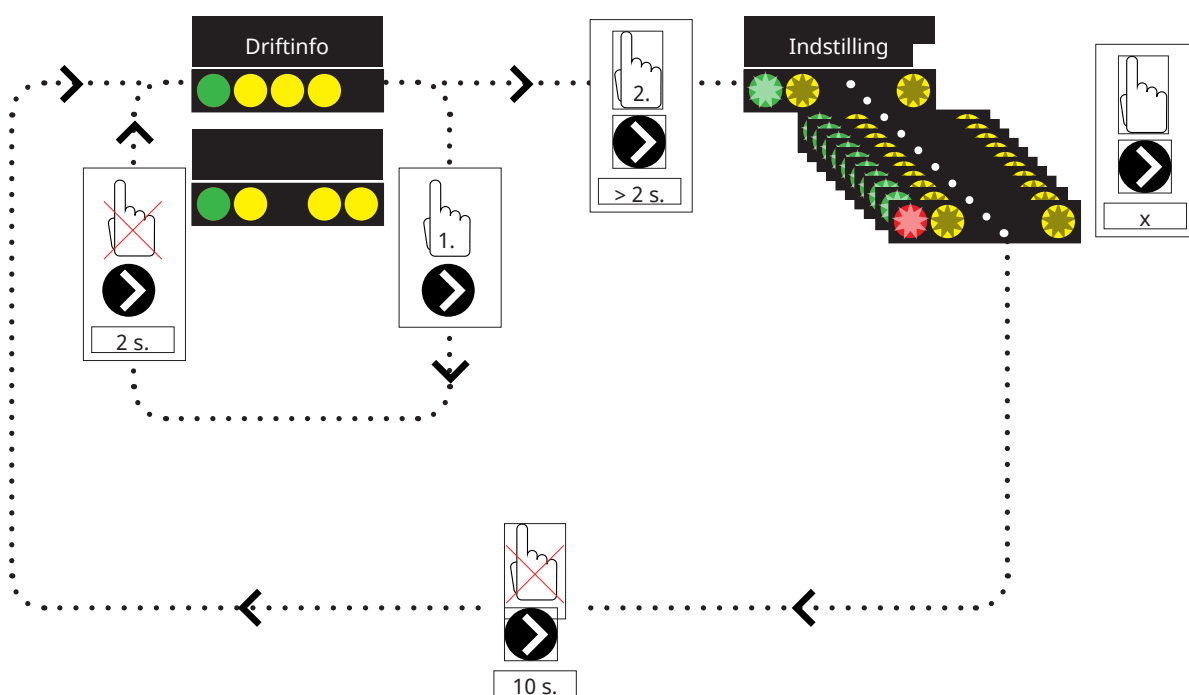 Driftinfo
Indstilling
2.
> 2 s.
x
1.
2 s.
10 s.